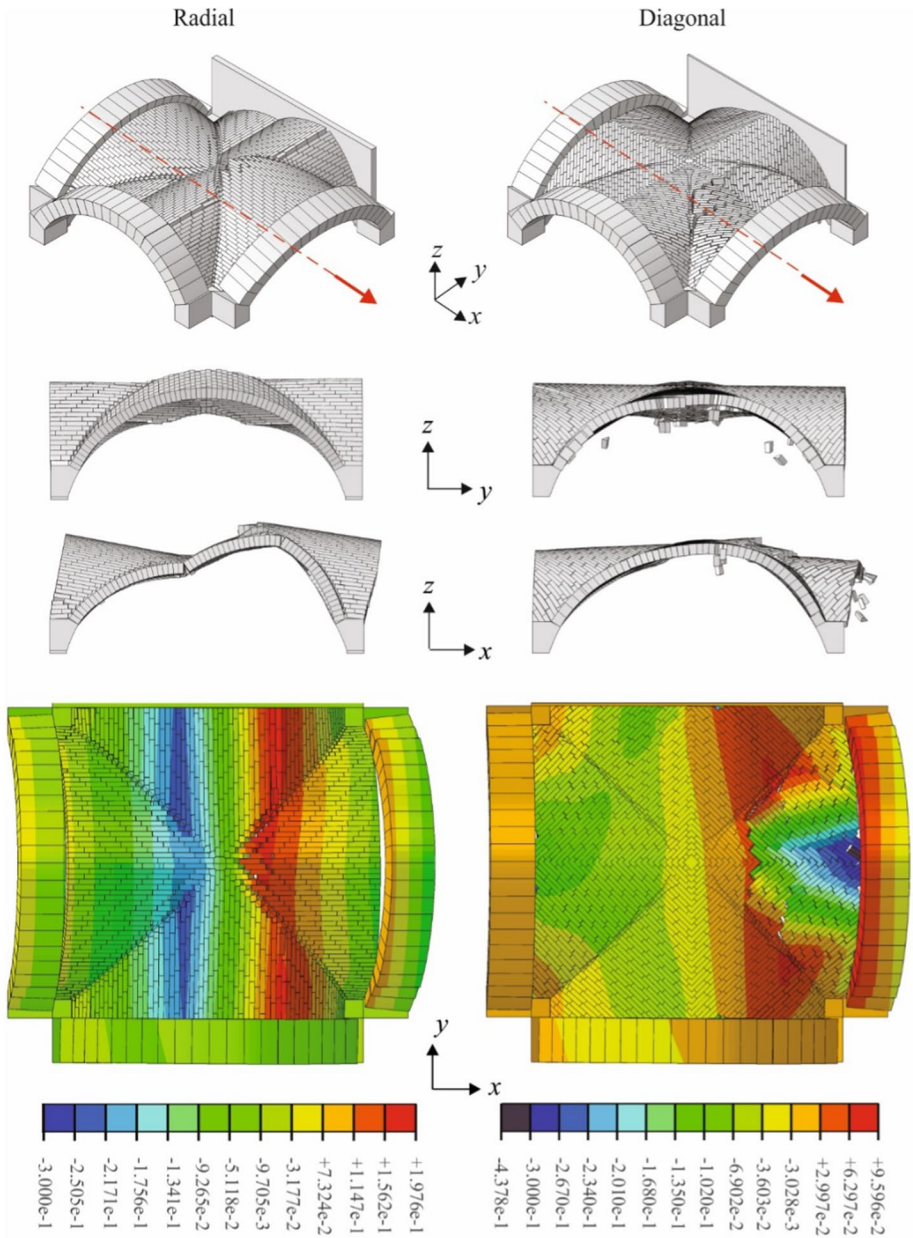 Radial
Diagonal
z
y
x
z
y
z
x
y
x
-3.000e-1
-2.505e-1
-2.171e-1
-1.756e-1
-1.341e-1
-9.265e-2
-5.118e-2
-9.705e-3
-3.177e-2
+7.324e-2
+1.147e-1
+1.562e-1
+1.976e-1
-4.378e-1
-3.000e-1
-2.670e-1
-2.340e-1
-2.010e-1
-1.680e-1
-1.350e-1
-1.020e-1
-6.902e-2
-3.603e-2
-3.028e-3
+2.997e-2
+6.297e-2
+9.596e-2